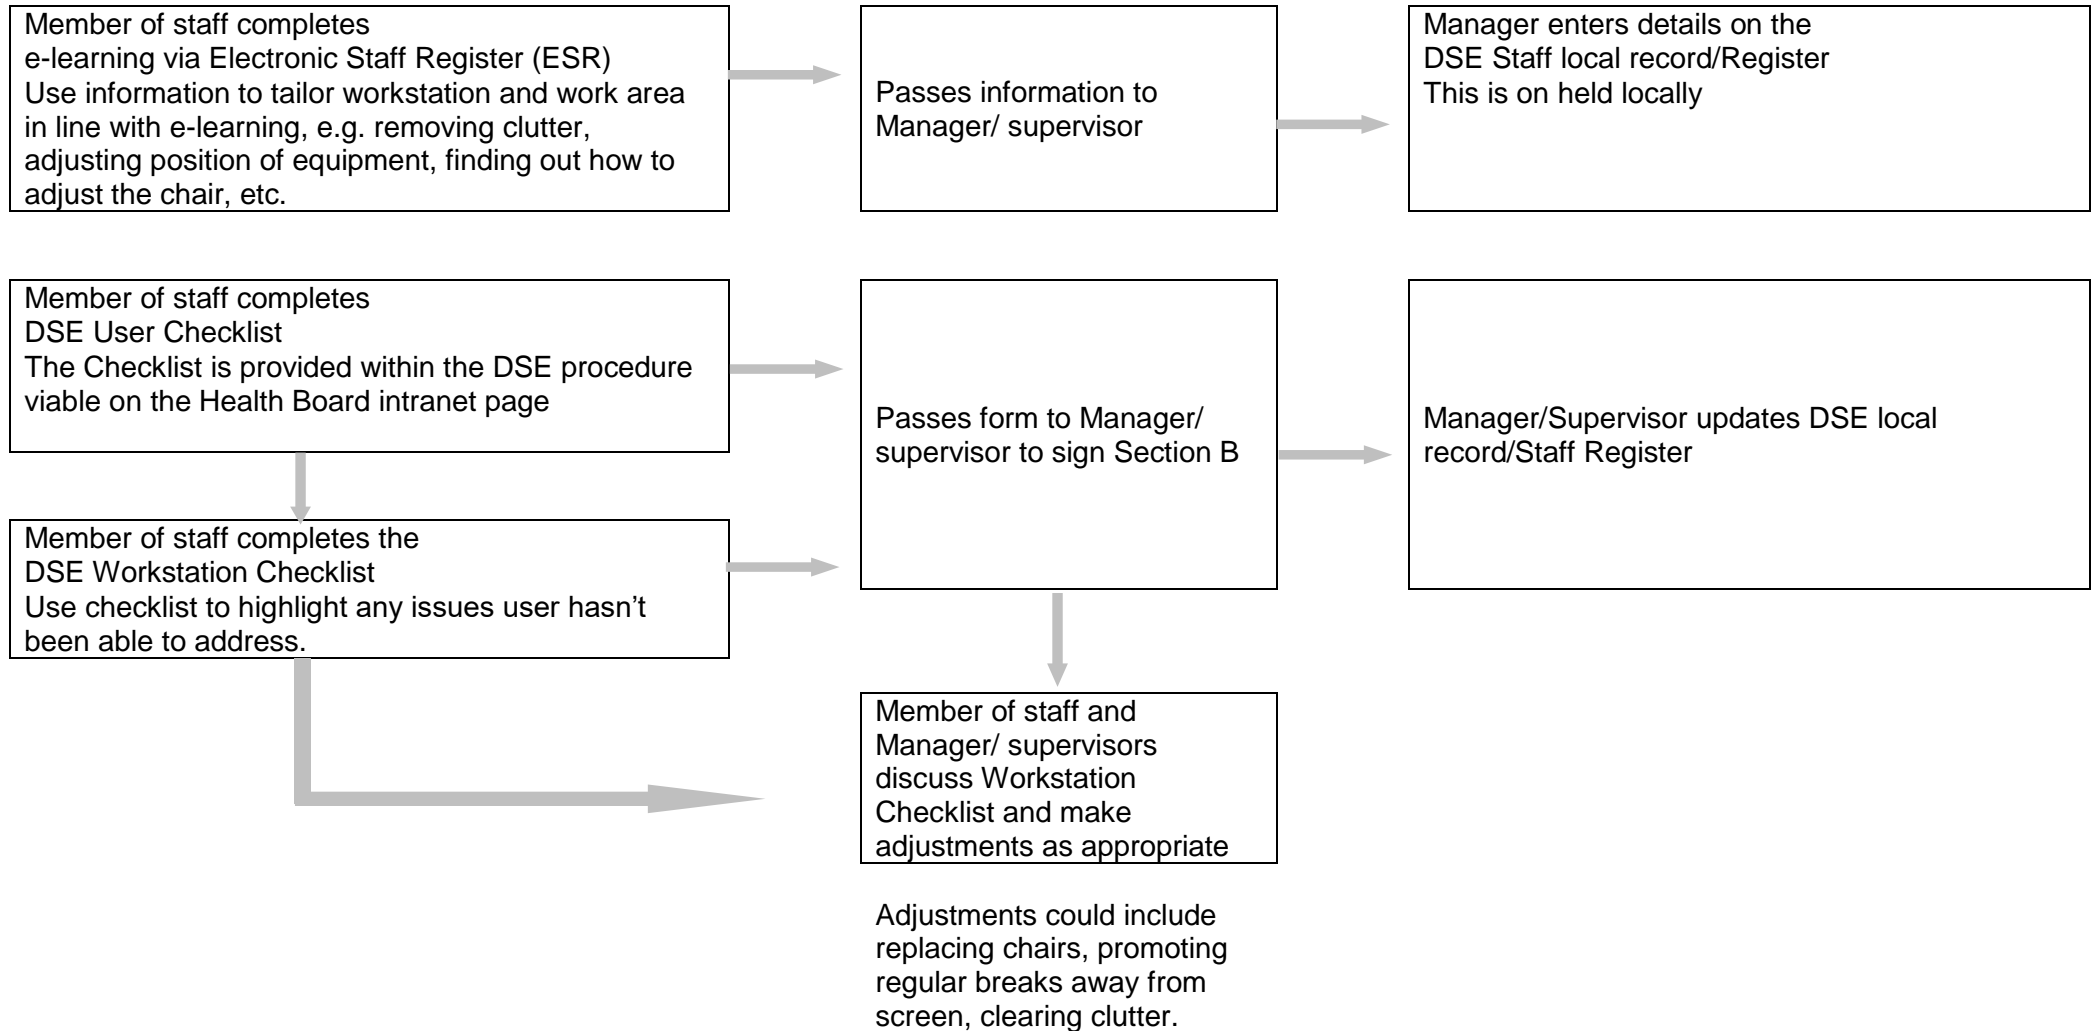 Member of staff completes
e-learning via Electronic Staff Register (ESR)
Use information to tailor workstation and work area
in line with e-learning, e.g. removing clutter,
adjusting position of equipment, finding out how to
adjust the chair, etc.
Passes information to
Manager/ supervisor
Manager enters details on the
DSE Staff local record/Register
This is on held locally
Member of staff completes
DSE User Checklist
The Checklist is provided within the DSE procedure
viable on the Health Board intranet page
Passes form to Manager/
supervisor to sign Section B
Manager/Supervisor updates DSE local
record/Staff Register
Member of staff completes the
DSE Workstation Checklist
Use checklist to highlight any issues user hasn’t
been able to address.
Member of staff and
Manager/ supervisors
discuss Workstation
Checklist and make
adjustments as appropriate
Adjustments could include
replacing chairs, promoting
regular breaks away from
screen, clearing clutter.